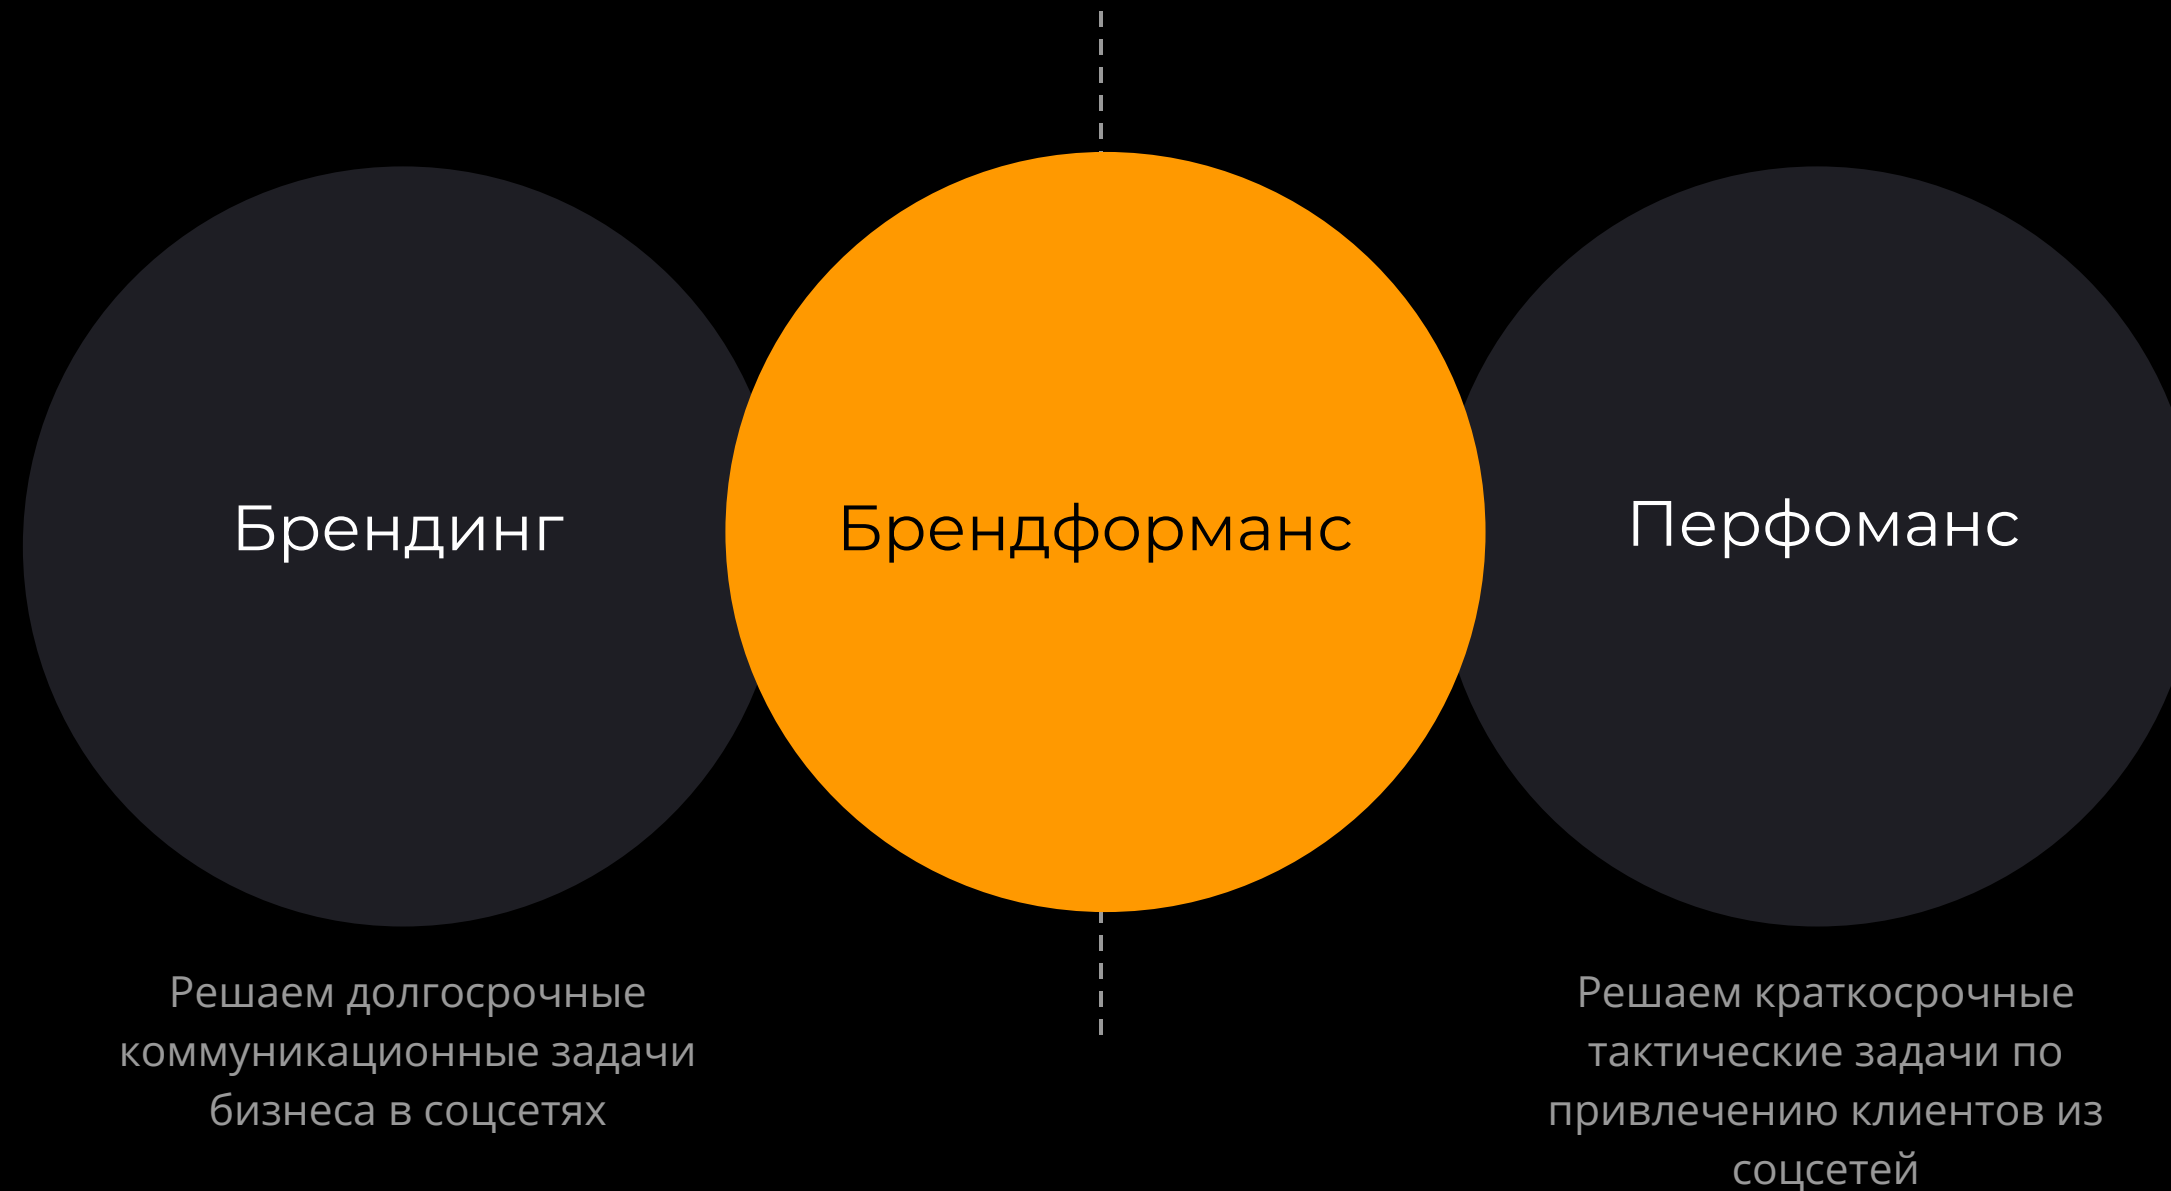 Брендинг
Брендформанс
Перфоманс
Решаем долгосрочные
коммуникационные задачи
бизнеса в соцсетях
Решаем краткосрочные
тактические задачи по
привлечению клиентов из
соцсетей